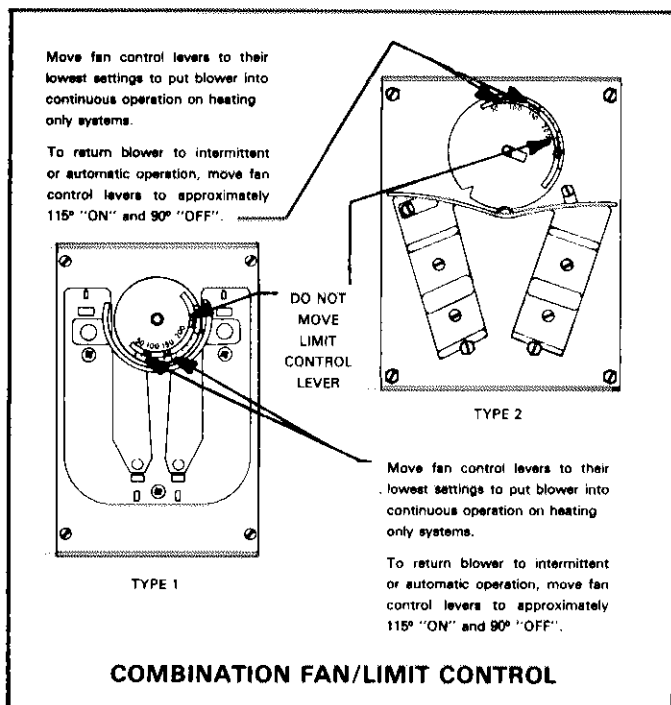 Move fan control levers to their
lowest settings to put blower into
continuous operation on heating
only systems.
To return blower to intermittent
or automatic operation, move fan
control levers to approximately
115° "ON" and 90° "OFF".
DO NOT
MOVE
LIMIT
CONTROL
LEVER
50 100 150 200
TYPE 1
TYPE 2
Move fan control levers to their
lowest settings to put blower into
continuous operation on heating
only systems.
To return blower to intermittent
or automatic operation, move fan
control levers to approximately
115° "ON" and 90° "OFF".
COMBINATION FAN/LIMIT CONTROL